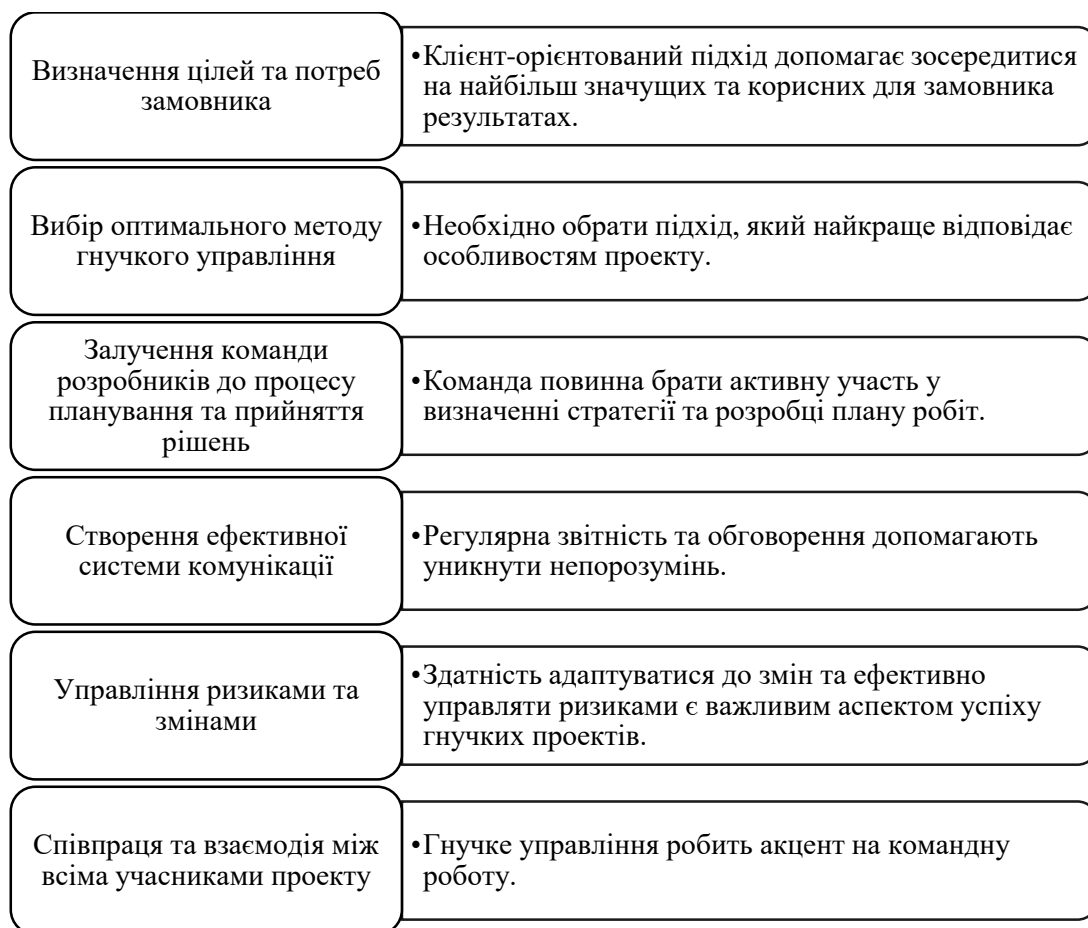 Визначення цілей та потреб
замовника
•Клієнт-орієнтований підхід допомагає зосередитися
на найбільш значущих та корисних для замовника
результатах.
Вибір оптимального методу
гнучкого управління
•Необхідно обрати підхід, який найкраще відповідає
особливостям проекту.
Залучення команди
розробників до процесу
планування та прийняття
рішень
•Команда повинна брати активну участь у
визначенні стратегії та розробці плану робіт.
Створення ефективної
системи комунікації
•Регулярна звітність та обговорення допомагають
уникнути непорозумінь.
Управління ризиками та
змінами
•Здатність адаптуватися до змін та ефективно
управляти ризиками є важливим аспектом успіху
гнучких проектів.
Співпраця та взаємодія між
всіма учасниками проекту
•Гнучке управління робить акцент на командну
роботу.